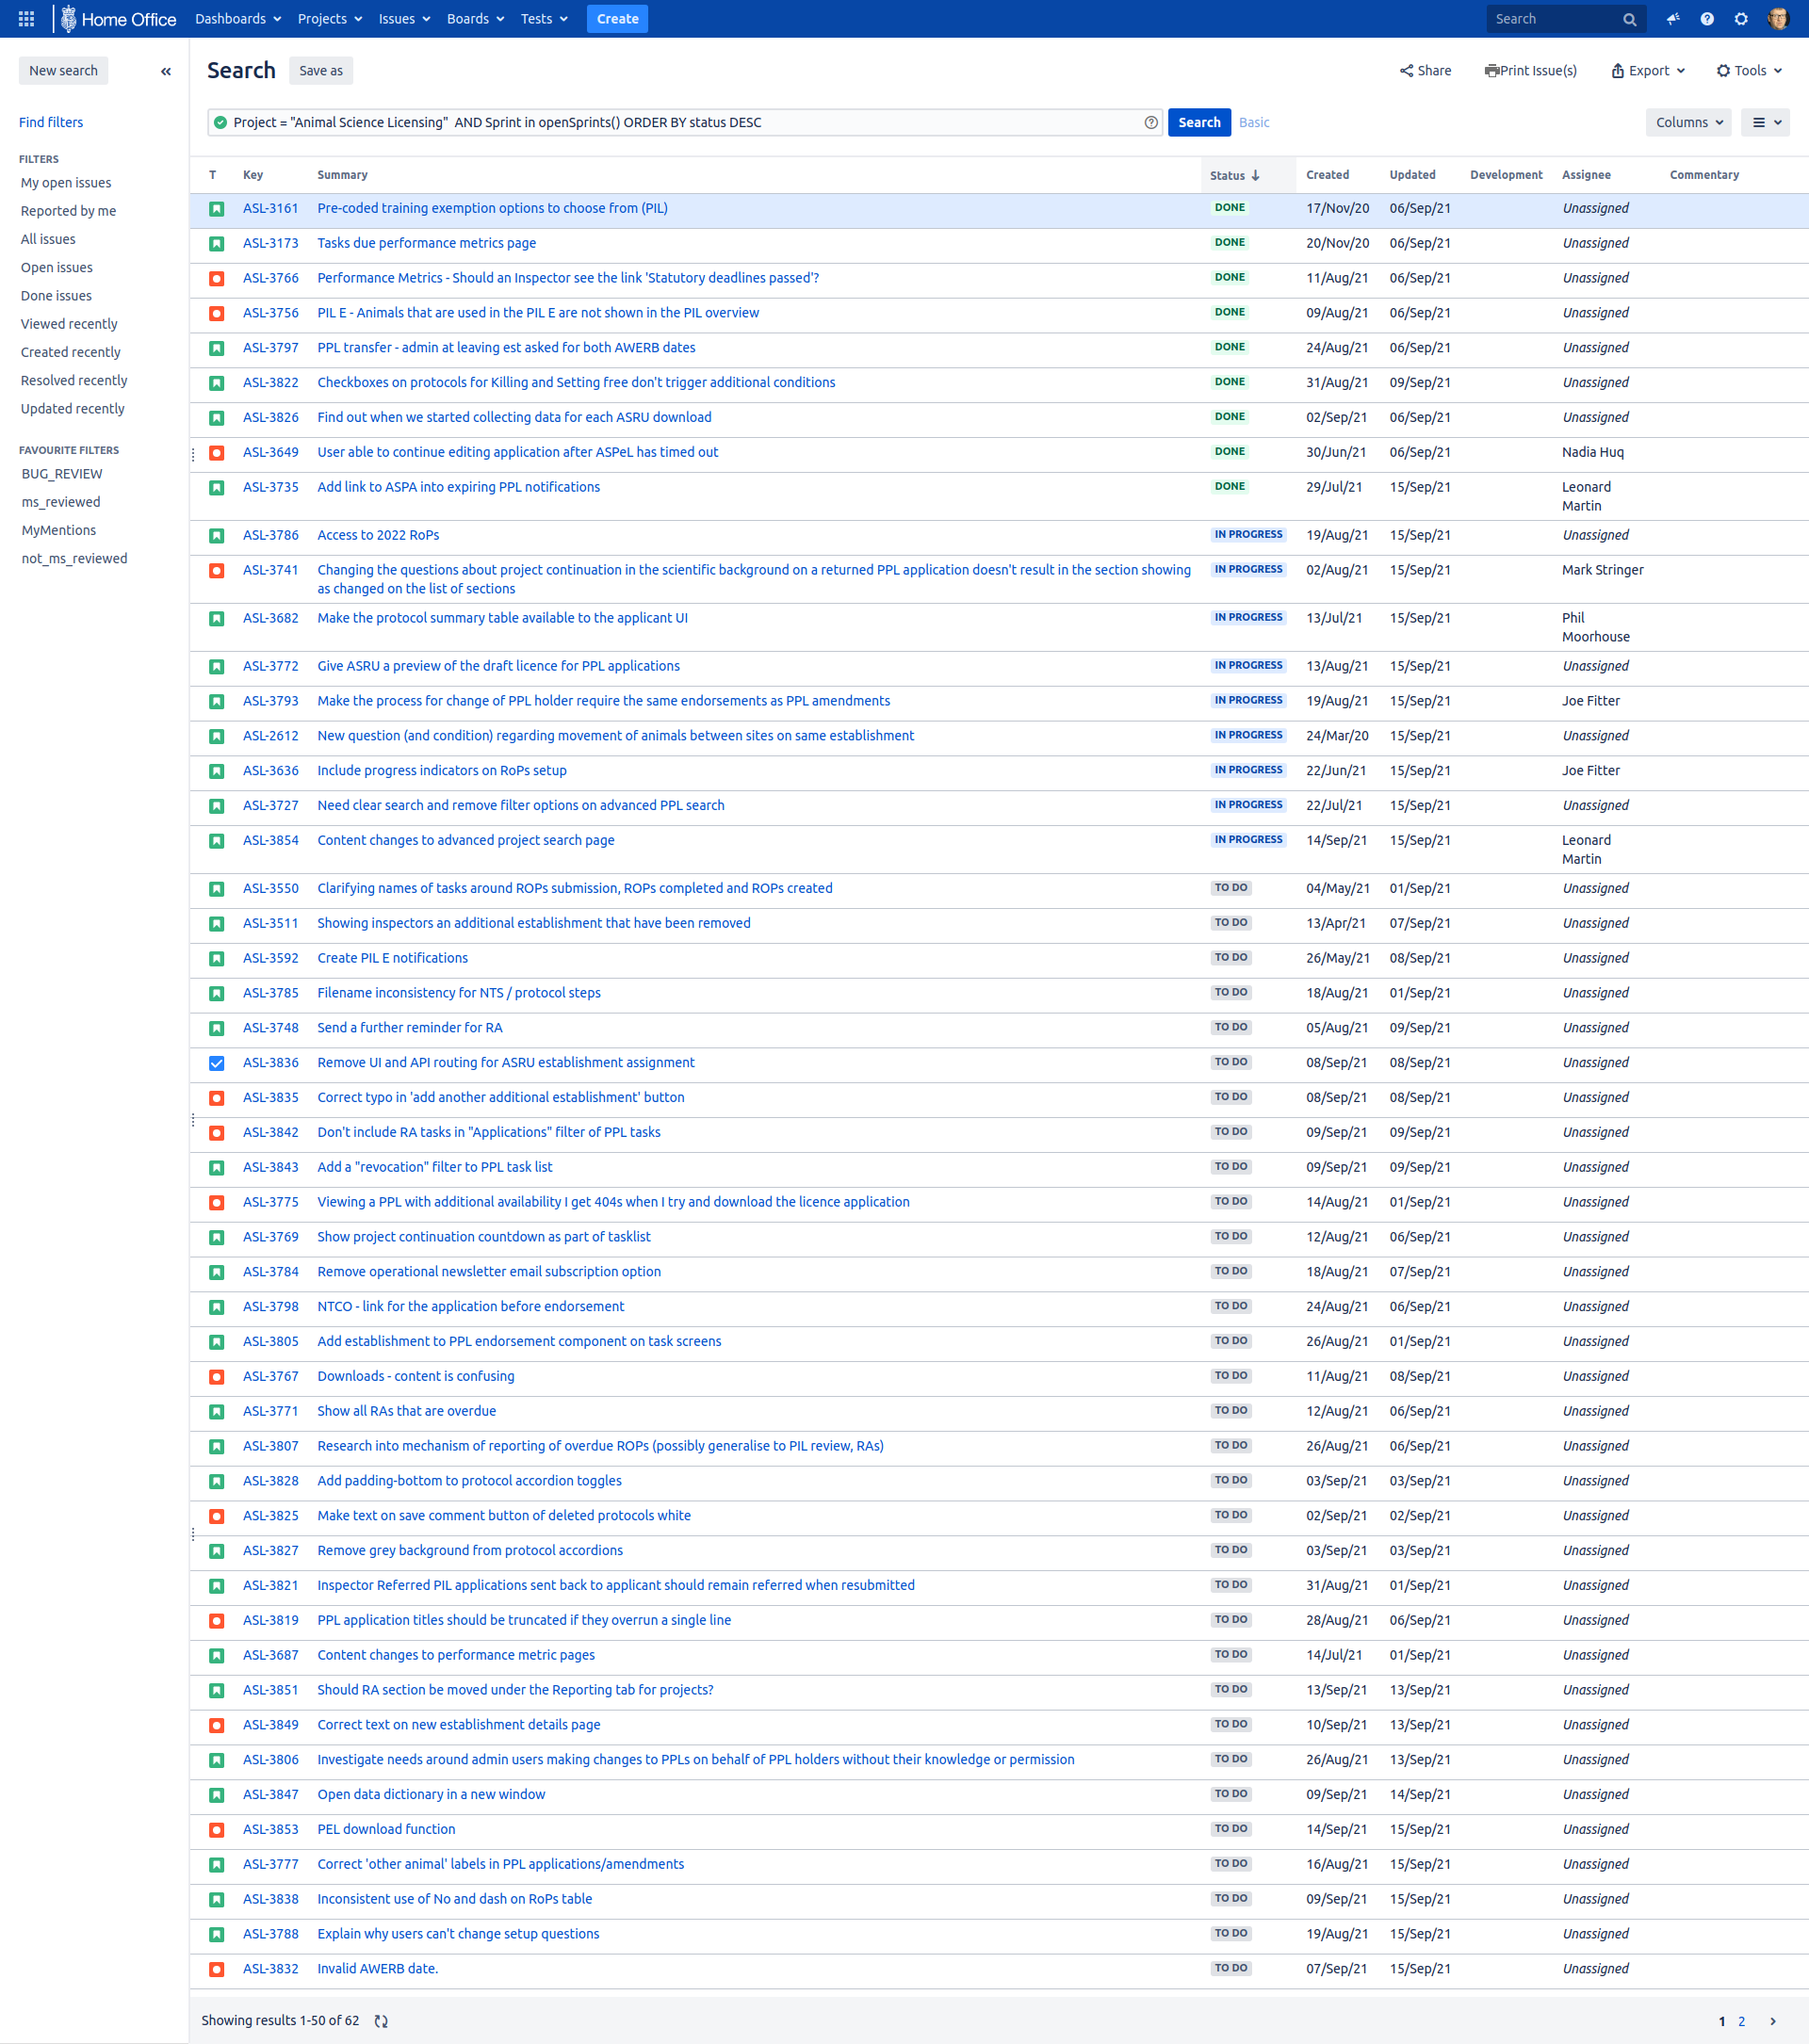 Home Office Dashboards Projects Issues Boards Tests Create Search
New search
Search Save as Share Print Issue(s) Export Tools
Find filters
FILTERS
My open issues
Reported by me
All issues
Open issues
Done issues
Viewed recently
Created recently
Resolved recently
Updated recently
FAVOURITE FILTERS
BUG_REVIEW
ms_reviewed
MyMentions
not_ms_reviewed
Project = "Animal Science Licensing" AND Sprint in openSprints() ORDER BY status DESC Search Basic Columns
T Key Summary Status Created Updated Development Assignee Commentary
ASL-3161 Pre-coded training exemption options to choose from (PIL) DONE 17/Nov/20 06/Sep/21 Unassigned
ASL-3173 Tasks due performance metrics page DONE 20/Nov/20 06/Sep/21 Unassigned
ASL-3766 Performance Metrics - Should an Inspector see the link 'Statutory deadlines passed'? DONE 11/Aug/21 06/Sep/21 Unassigned
ASL-3756 PIL E - Animals that are used in the PIL E are not shown in the PIL overview DONE 09/Aug/21 06/Sep/21 Unassigned
ASL-3797 PPL transfer - admin at leaving est asked for both AWERB dates DONE 24/Aug/21 06/Sep/21 Unassigned
ASL-3822 Checkboxes on protocols for Killing and Setting free don't trigger additional conditions DONE 31/Aug/21 09/Sep/21 Unassigned
ASL-3826 Find out when we started collecting data for each ASRU download DONE 02/Sep/21 06/Sep/21 Unassigned
ASL-3649 User able to continue editing application after ASPeL has timed out DONE 30/Jun/21 06/Sep/21 Nadia Huq
ASL-3735 Add link to ASPA into expiring PPL notifications DONE 29/Jul/21 15/Sep/21 Leonard
Martin
ASL-3786 Access to 2022 RoPs IN PROGRESS 19/Aug/21 15/Sep/21 Unassigned
ASL-3741 Changing the questions about project continuation in the scientific background on a returned PPL application doesn't result in the section showing IN PROGRESS 02/Aug/21 15/Sep/21 Mark Stringer
as changed on the list of sections
ASL-3682 Make the protocol summary table available to the applicant UI IN PROGRESS 13/Jul/21 15/Sep/21 Phil
Moorhouse
ASL-3772 Give ASRU a preview of the draft licence for PPL applications IN PROGRESS 13/Aug/21 15/Sep/21 Unassigned
ASL-3793 Make the process for change of PPL holder require the same endorsements as PPL amendments IN PROGRESS 19/Aug/21 15/Sep/21 Joe Fitter
ASL-2612 New question (and condition) regarding movement of animals between sites on same establishment IN PROGRESS 24/Mar/20 15/Sep/21 Unassigned
ASL-3636 Include progress indicators on RoPs setup IN PROGRESS 22/Jun/21 15/Sep/21 Joe Fitter
ASL-3727 Need clear search and remove filter options on advanced PPL search IN PROGRESS 22/Jul/21 15/Sep/21 Unassigned
ASL-3854 Content changes to advanced project search page IN PROGRESS 14/Sep/21 15/Sep/21 Leonard
Martin
ASL-3550 Clarifying names of tasks around ROPs submission, ROPs completed and ROPs created TO DO 04/May/21 01/Sep/21 Unassigned
ASL-3511 Showing inspectors an additional establishment that have been removed TO DO 13/Apr/21 07/Sep/21 Unassigned
ASL-3592 Create PIL E notifications TO DO 26/May/21 08/Sep/21 Unassigned
ASL-3785 Filename inconsistency for NTS / protocol steps TO DO 18/Aug/21 01/Sep/21 Unassigned
ASL-3748 Send a further reminder for RA TO DO 05/Aug/21 09/Sep/21 Unassigned
ASL-3836 Remove UI and API routing for ASRU establishment assignment TO DO 08/Sep/21 08/Sep/21 Unassigned
ASL-3835 Correct typo in 'add another additional establishment' button TO DO 08/Sep/21 08/Sep/21 Unassigned
ASL-3842 Don't include RA tasks in "Applications" filter of PPL tasks TO DO 09/Sep/21 09/Sep/21 Unassigned
ASL-3843 Add a "revocation" filter to PPL task list TO DO 09/Sep/21 09/Sep/21 Unassigned
ASL-3775 Viewing a PPL with additional availability I get 404s when I try and download the licence application TO DO 14/Aug/21 01/Sep/21 Unassigned
ASL-3769 Show project continuation countdown as part of tasklist TO DO 12/Aug/21 06/Sep/21 Unassigned
ASL-3784 Remove operational newsletter email subscription option TO DO 18/Aug/21 07/Sep/21 Unassigned
ASL-3798 NTCO - link for the application before endorsement TO DO 24/Aug/21 06/Sep/21 Unassigned
ASL-3805 Add establishment to PPL endorsement component on task screens TO DO 26/Aug/21 01/Sep/21 Unassigned
ASL-3767 Downloads - content is confusing TO DO 11/Aug/21 08/Sep/21 Unassigned
ASL-3771 Show all RAs that are overdue TO DO 12/Aug/21 06/Sep/21 Unassigned
ASL-3807 Research into mechanism of reporting of overdue ROPs (possibly generalise to PIL review, RAs) TO DO 26/Aug/21 06/Sep/21 Unassigned
ASL-3828 Add padding-bottom to protocol accordion toggles TO DO 03/Sep/21 03/Sep/21 Unassigned
ASL-3825 Make text on save comment button of deleted protocols white TO DO 02/Sep/21 02/Sep/21 Unassigned
ASL-3827 Remove grey background from protocol accordions TO DO 03/Sep/21 03/Sep/21 Unassigned
ASL-3821 Inspector Referred PIL applications sent back to applicant should remain referred when resubmitted TO DO 31/Aug/21 01/Sep/21 Unassigned
ASL-3819 PPL application titles should be truncated if they overrun a single line TO DO 28/Aug/21 06/Sep/21 Unassigned
ASL-3687 Content changes to performance metric pages TO DO 14/Jul/21 01/Sep/21 Unassigned
ASL-3851 Should RA section be moved under the Reporting tab for projects? TO DO 13/Sep/21 13/Sep/21 Unassigned
ASL-3849 Correct text on new establishment details page TO DO 10/Sep/21 13/Sep/21 Unassigned
ASL-3806 Investigate needs around admin users making changes to PPLs on behalf of PPL holders without their knowledge or permission TO DO 26/Aug/21 13/Sep/21 Unassigned
ASL-3847 Open data dictionary in a new window TO DO 09/Sep/21 14/Sep/21 Unassigned
ASL-3853 PEL download function TO DO 14/Sep/21 15/Sep/21 Unassigned
ASL-3777 Correct 'other animal' labels in PPL applications/amendments TO DO 16/Aug/21 15/Sep/21 Unassigned
ASL-3838 Inconsistent use of No and dash on RoPs table TO DO 09/Sep/21 15/Sep/21 Unassigned
ASL-3788 Explain why users can't change setup questions TO DO 19/Aug/21 15/Sep/21 Unassigned
ASL-3832 Invalid AWERB date. TO DO 07/Sep/21 15/Sep/21 Unassigned
Showing results 1-50 of 62 1 2